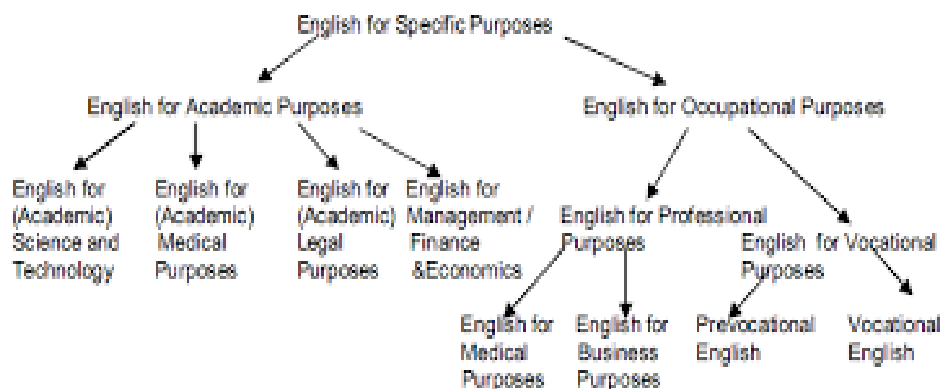 English for Specific Purposes
English for Academic Purposes
English for Occupational Purposes
English for
(Academic)
Science and
Technology
English for
(Academic)
Medical
Purposes
English for
(Academic)
Legal
Purposes
English for
Management /
Finance
&Economics
English for Professional
Purposes
English for Vocational
Purposes
English for
Medical
Purposes
English for
Business
Purposes
Prevocational
English
Vocational
English